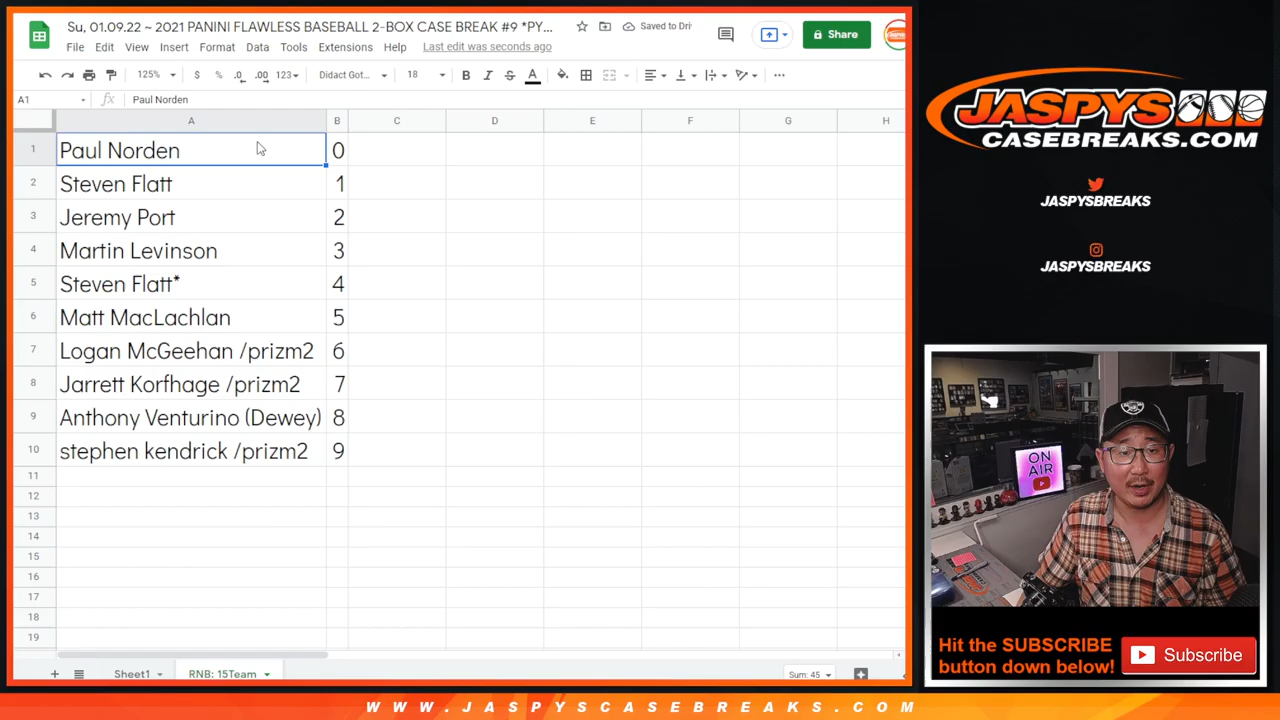 Su, 01.09.22 ~ 2021 PANINI FLAWLESS BASEBALL 2-BOX CASE BREAK #9 *PY...
Saved to Dri
Share
File Edit View Insert Format Data Tools Extensions Help Last edit was seconds ago
125% $ % .0 .00 123 Didact Got... 18 B I S A
A1 fx Paul Norden
A B C D E F G H
1 Paul Norden 0
2 Steven Flatt 1
3 Jeremy Port 2
4 Martin Levinson 3
5 Steven Flatt* 4
6 Matt MacLachlan 5
7 Logan McGeehan /prizm2 6
8 Jarrett Korfhage /prizm2 7
9 Anthony Venturino (Dewey) 8
10 stephen kendrick /prizm2 9
11
12
13
14
15
16
17
18
19
Sheet1 RNB: 15Team Sum: 45
JASPYS
CASEBREAKS.COM
JASPYSBREAKS
JASPYSBREAKS
ON
AIR
Hit the SUBSCRIBE
button down below!
Subscribe
WWW.JASPYSCASEBREAKS.COM